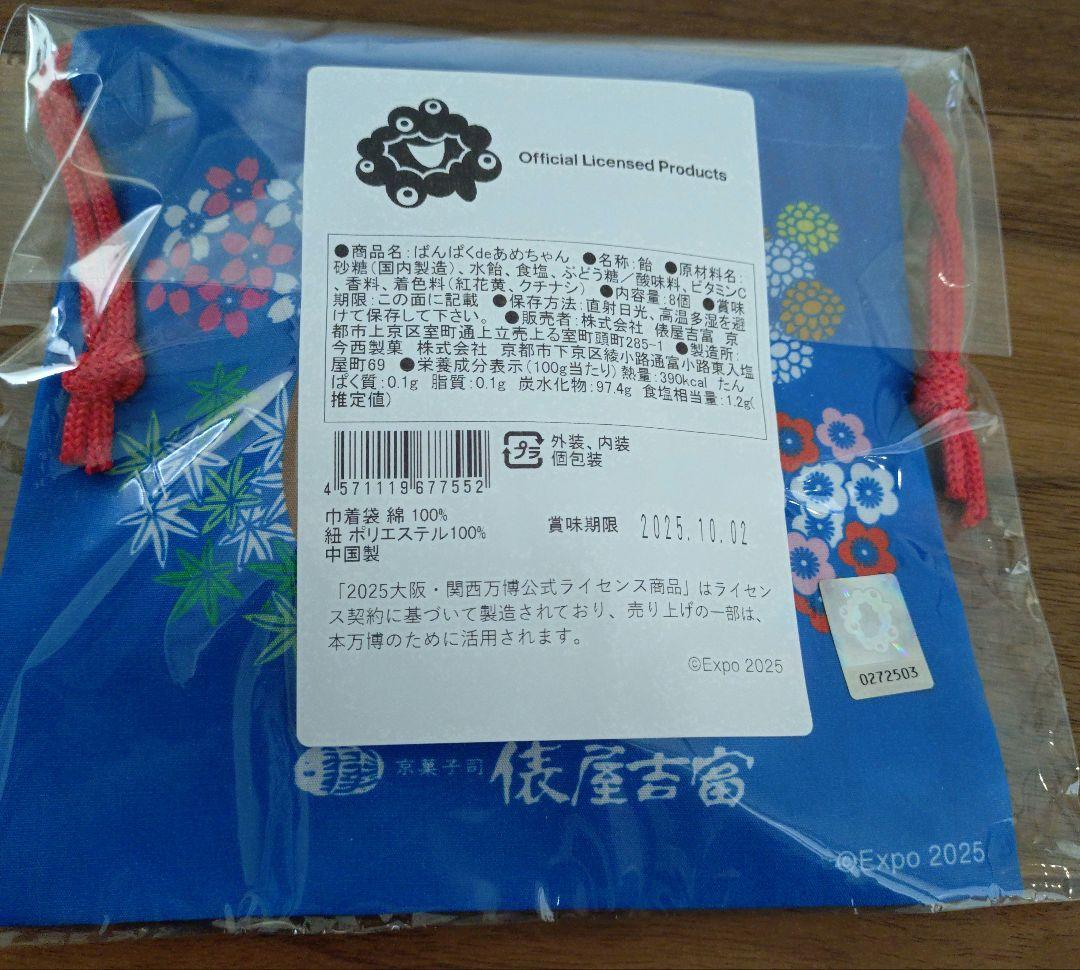 Official Licensed Products
●商品名:ばんぱくdeあめちゃん ●名称:飴 ●原材料名:
砂糖(国内製造)、水飴、食塩、ぶどう糖/酸味料、ビタミンC
、香料、着色料(紅花黄、クチナシ) ●内容量:8個 ●賞味
期限:この面に記載 ●保存方法:直射日光、高温多湿を避
けて保存して下さい。 ●販売者:株式会社 俵屋吉富 京
都市上京区室町通上立売上る室町頭町285-1 ●製造所:
今西製菓 株式会社 京都市下京区綾小路通富小路東入塩
屋町69 ●栄養成分表示(100g当たり)熱量:390kcal たん
ぱく質:0.1g 脂質:0.1g 炭水化物:97.4g 食塩相当量:1.2g(
推定値)
4571119677552
プラ
外装、内装
個包装
巾着袋 綿 100%
紐 ポリエステル100%
中国製
賞味期限 2025.10.02
「2025大阪・関西万博公式ライセンス商品」はライセン
ス契約に基づいて製造されており、売り上げの一部は、
本万博のために活用されます。
©Expo 2025
0272503
京菓子司 俵屋吉富
©Expo 2025